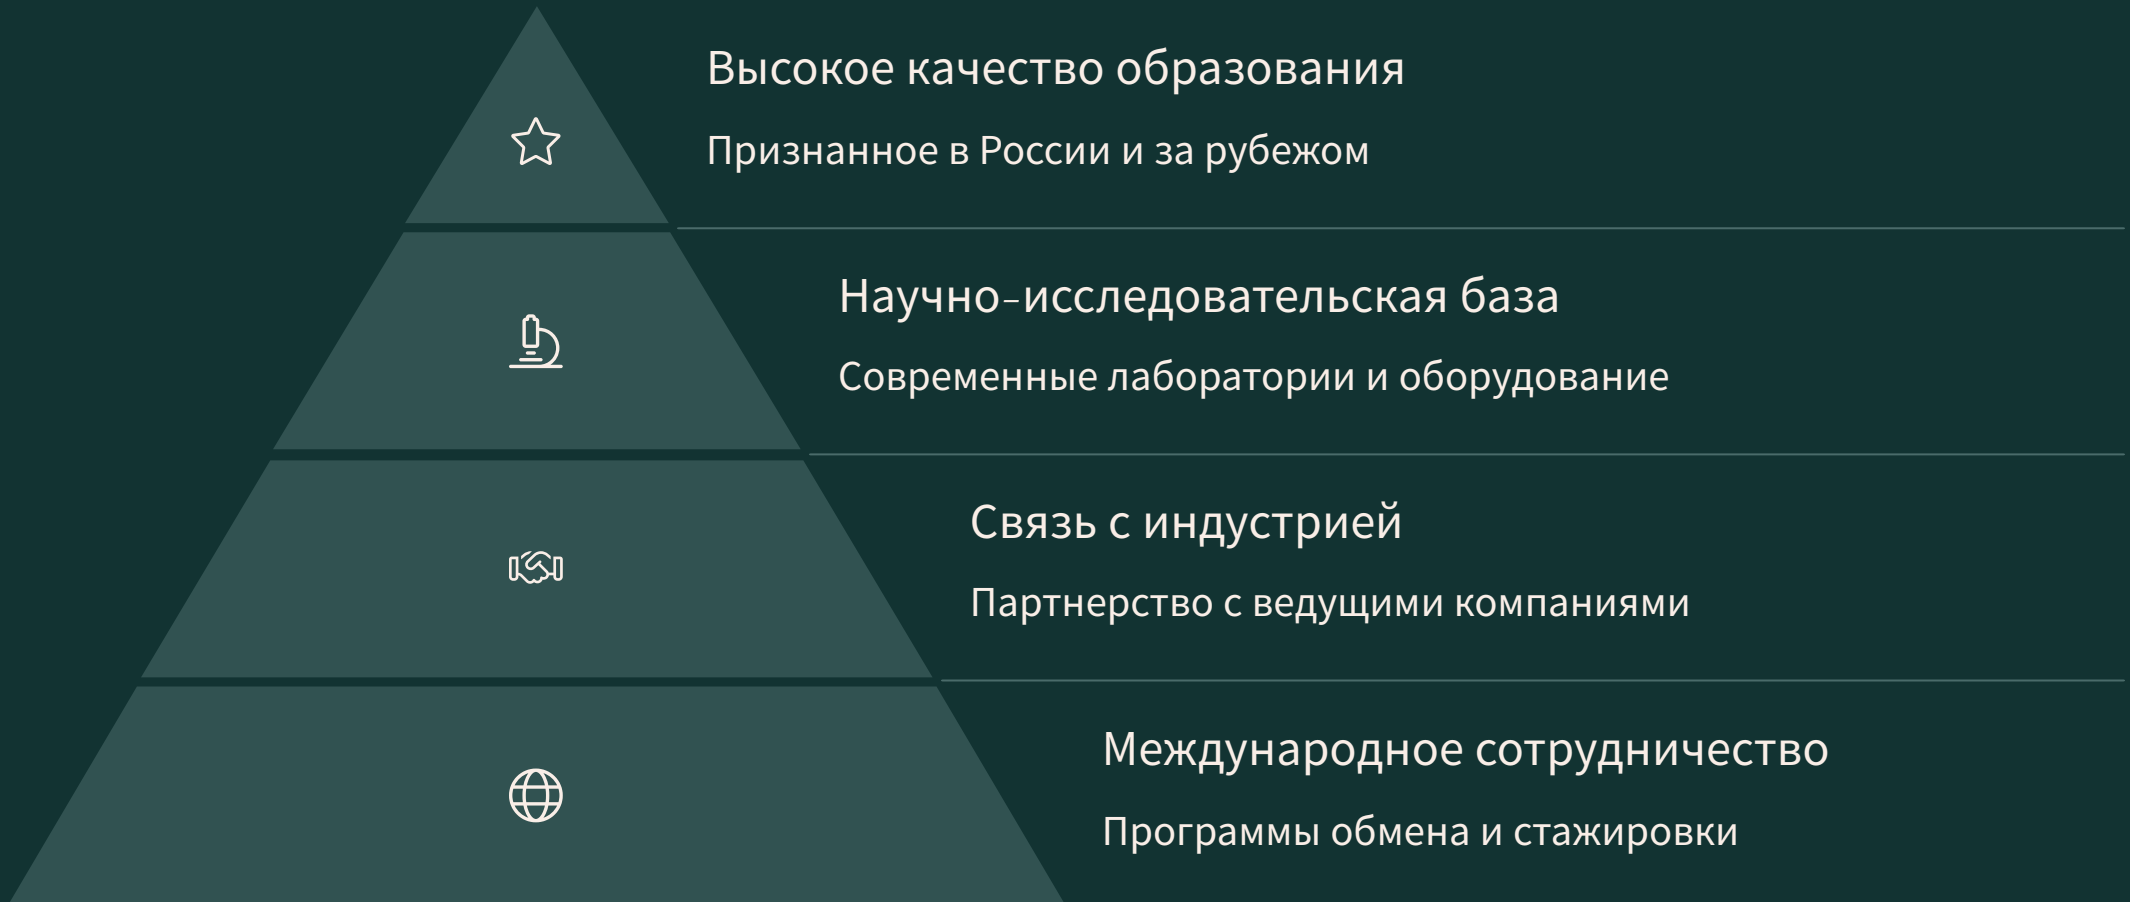 Высокое качество образования
Признанное в России и за рубежом
Научно-исследовательская база
Современные лаборатории и оборудование
Связь с индустрией
Партнерство с ведущими компаниями
Международное сотрудничество
Программы обмена и стажировки